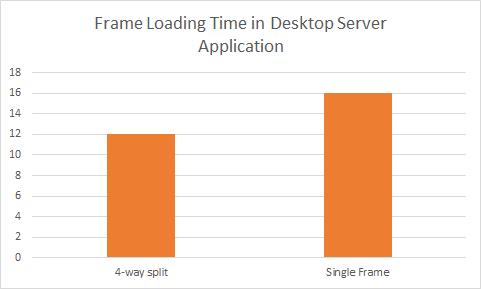 Frame Loading Time in Desktop Server
Application
18
16
14
12
10
8
6
4
2
0
4-way split
Single Frame